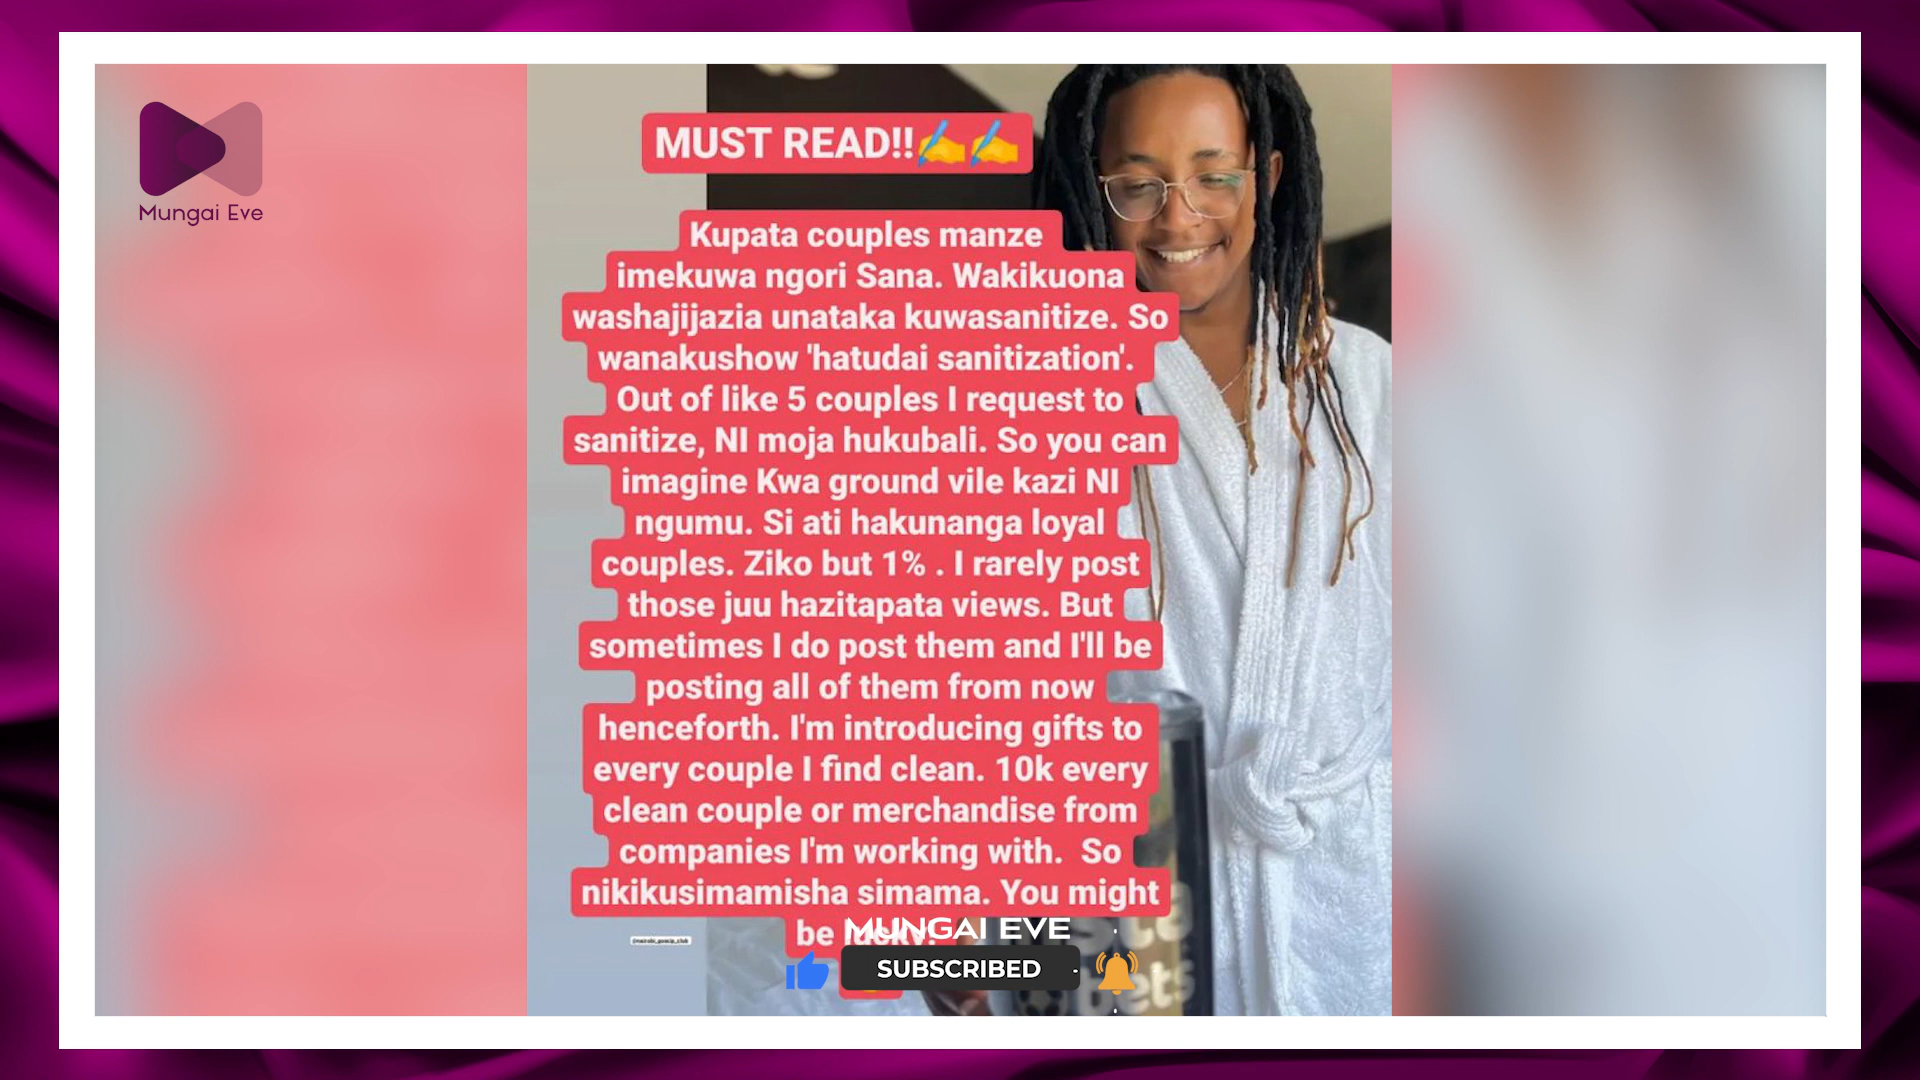 Mungai Eve
MUST READ!!✍️✍️
Kupata couples manze
imekuwa ngori Sana. Wakikuona
washajijazia unataka kuwasanitize. So
wanakushow 'hatudai sanitization'.
Out of like 5 couples I request to
sanitize, NI moja hukubali. So you can
imagine Kwa ground vile kazi NI
ngumu. Si ati hakunanga loyal
couples. Ziko but 1% . I rarely post
those juu hazitapata views. But
sometimes I do post them and I'll be
posting all of them from now
henceforth. I'm introducing gifts to
every couple I find clean. 10k every
clean couple or merchandise from
companies I'm working with. So
nikikusimamisha simama. You might
be
@nairobi_gossip_club
MUNGAI EVE
SUBSCRIBED
bets